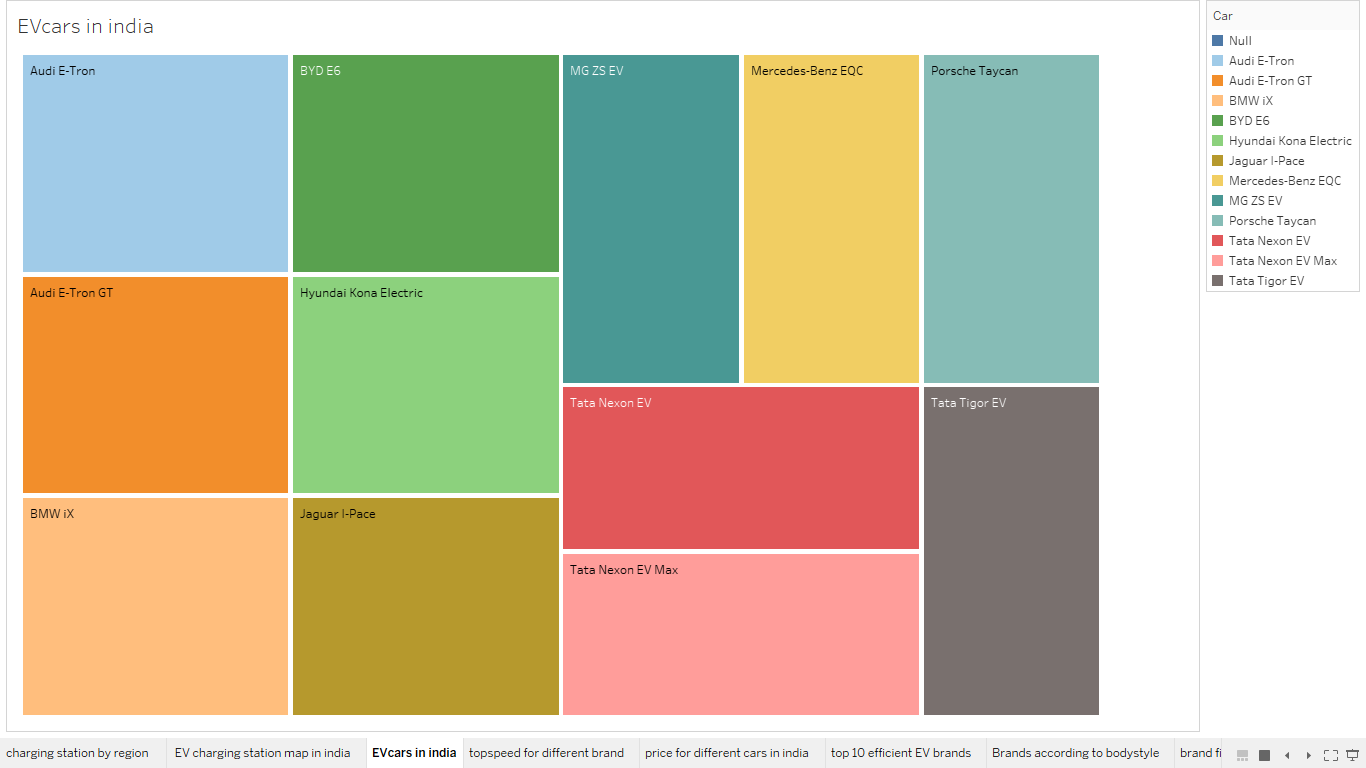 EVcars in india
Audi E-Tron
BYD E6
MG ZS EV
Mercedes-Benz EQC
Porsche Taycan
Audi E-Tron GT
Hyundai Kona Electric
Tata Nexon EV
Tata Tigor EV
BMW iX
Jaguar I-Pace
Tata Nexon EV Max
Car
Null
Audi E-Tron
Audi E-Tron GT
BMW iX
BYD E6
Hyundai Kona Electric
Jaguar I-Pace
Mercedes-Benz EQC
MG ZS EV
Porsche Taycan
Tata Nexon EV
Tata Nexon EV Max
Tata Tigor EV
charging station by region
EV charging station map in india
EVcars in india
topspeed for different brand
price for different cars in india
top 10 efficient EV brands
Brands according to bodystyle
brand fi